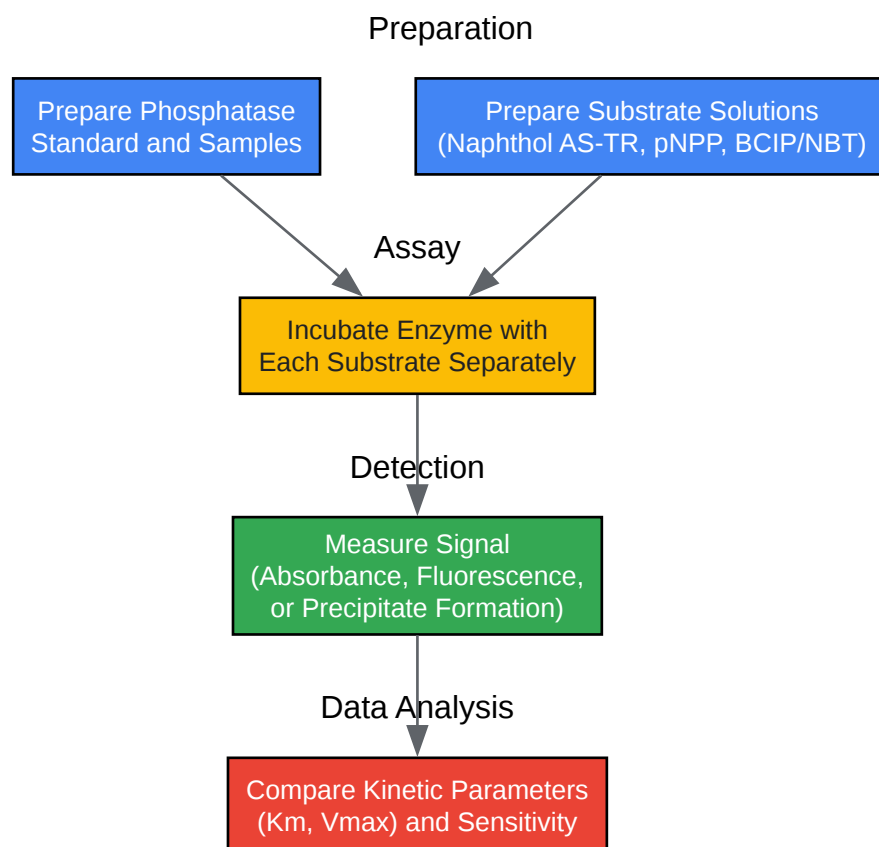 Preparation
Prepare Phosphatase
Standard and Samples
Prepare Substrate Solutions
(Naphthol AS-TR, pNPP, BCIP/NBT)
Assay
Incubate Enzyme with
Each Substrate Separately
Detection
Measure Signal
(Absorbance, Fluorescence,
or Precipitate Formation)
Data Analysis
Compare Kinetic Parameters
(Km, Vmax) and Sensitivity